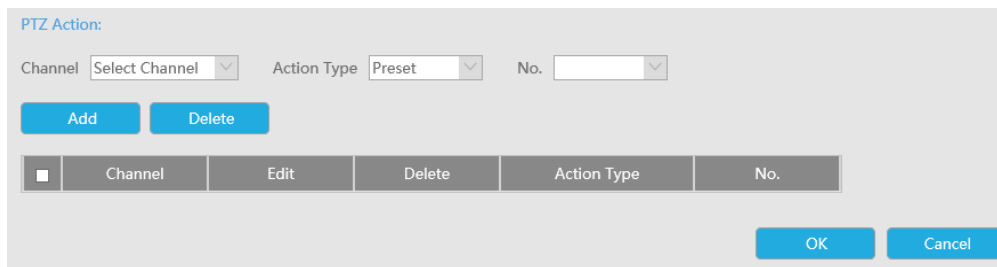 PTZ Action:
Channel Select Channel Action Type Preset No.
Add Delete
Channel Edit Delete Action Type No.
OK Cancel